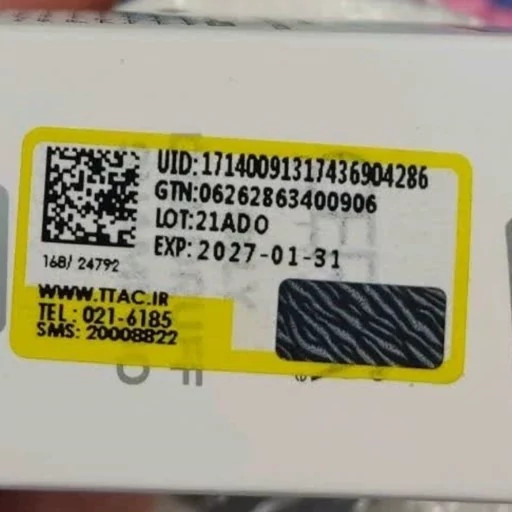 UID:17140091317436904286
GTN:06262863400906
LOT:21ADO
EXP:2027-01-31
168/ 24792
WWW.TTAC.IR
TEL: 021-6185
SMS: 20008822